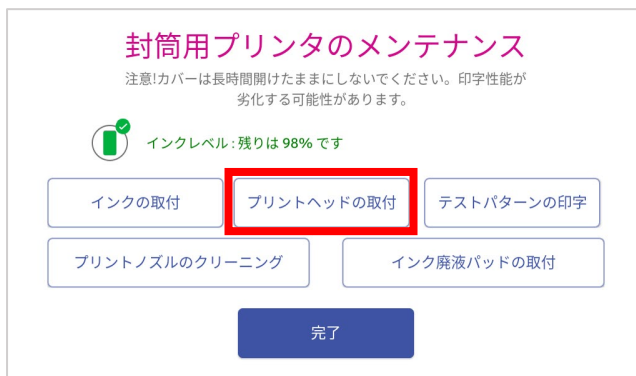 封筒用プリンタのメンテナンス
注意!カバーは長時間開けたままにしないでください。印字性能が
劣化する可能性があります。
インクレベル:残りは 98% です
インクの取付
プリントヘッドの取付
テストパターンの印字
プリントノズルのクリーニング
インク廃液パッドの取付
完了